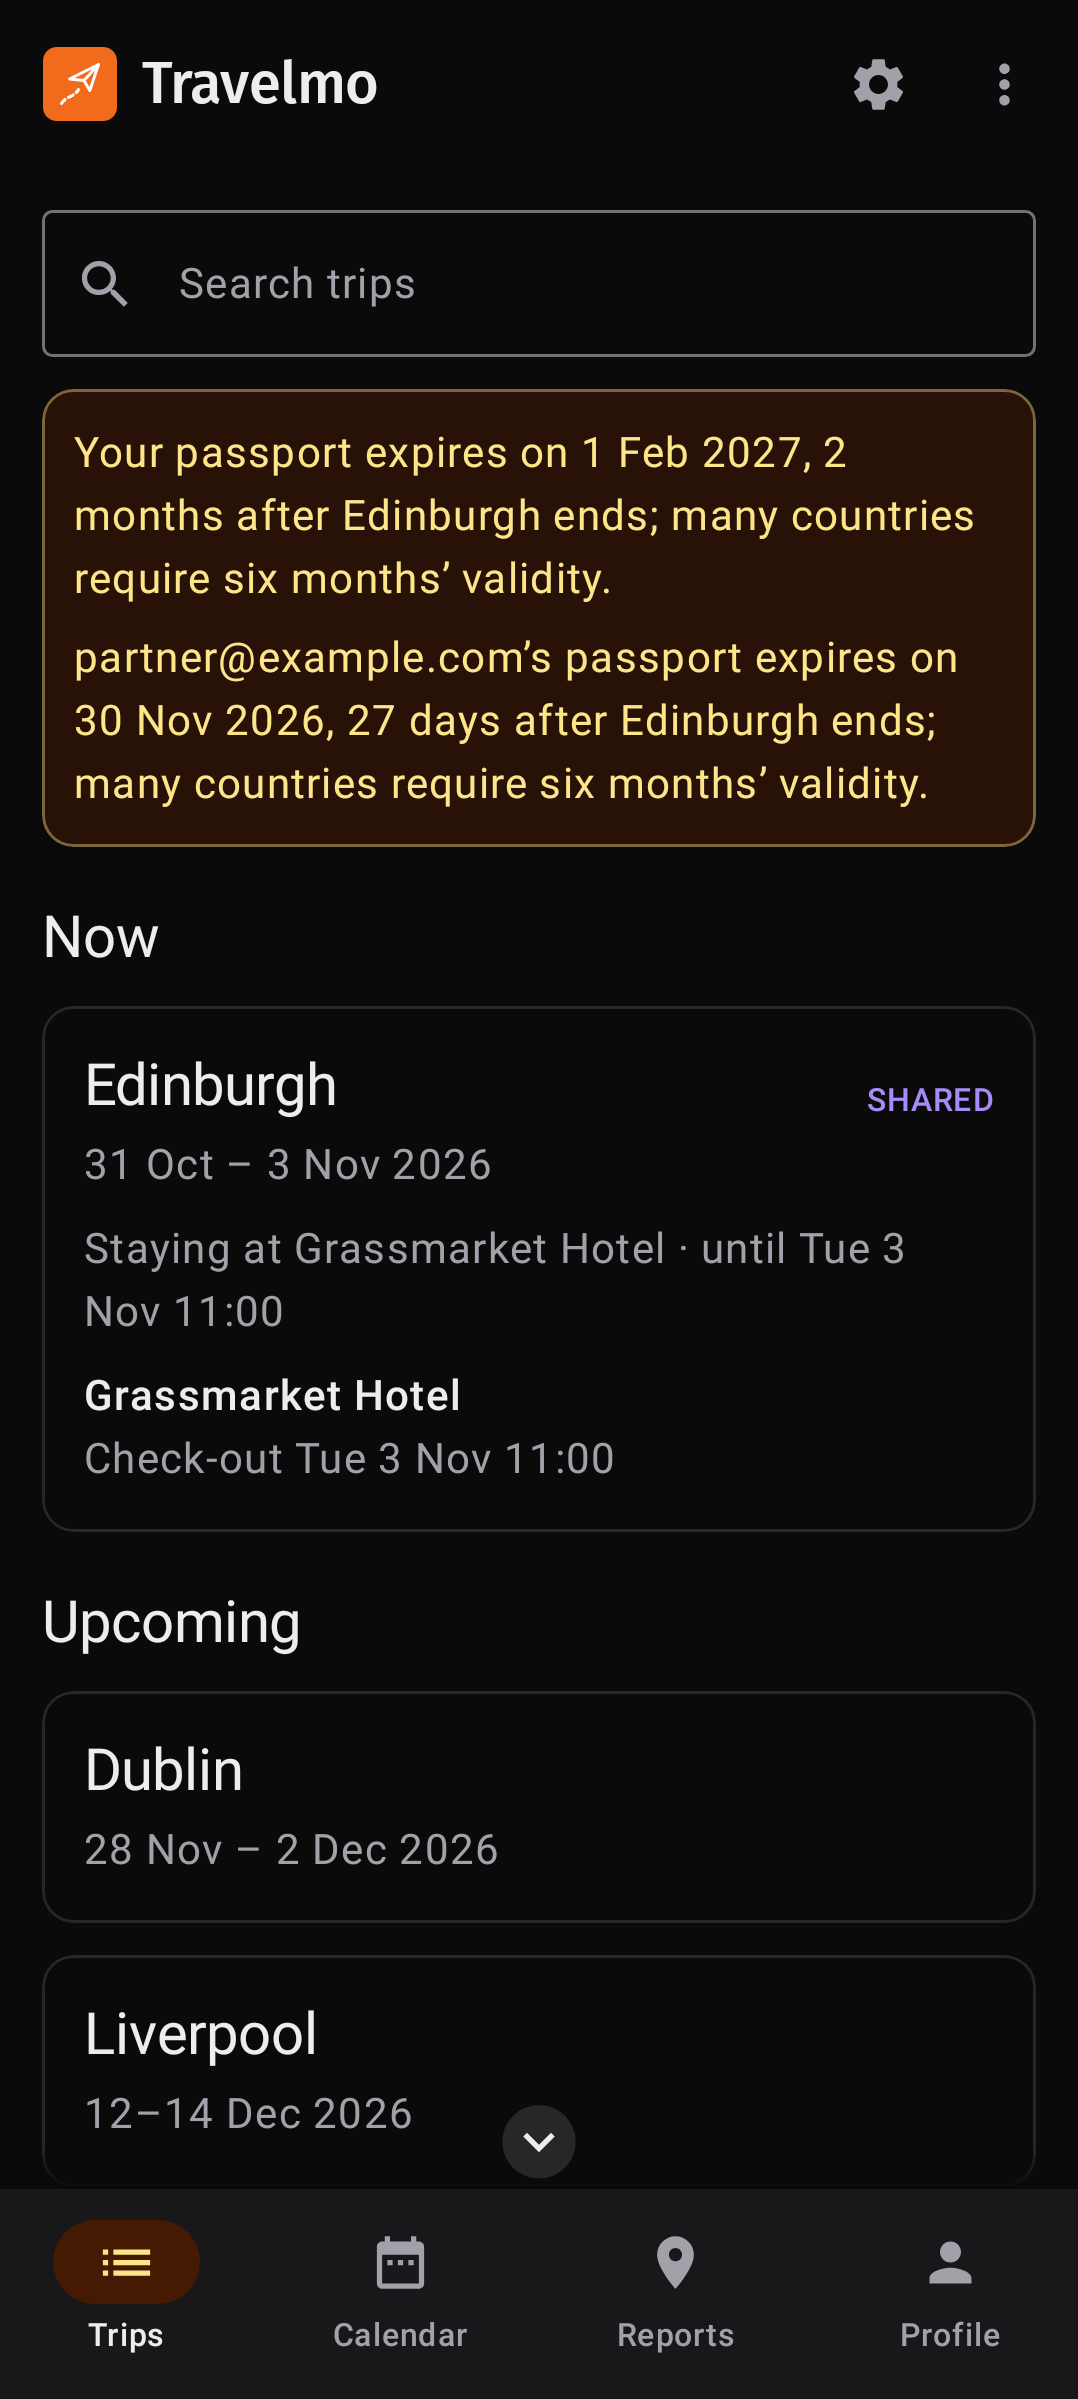 Travelmo
Search trips
Your passport expires on 1 Feb 2027, 2
months after Edinburgh ends; many countries
require six months’ validity.
partner@example.com’s passport expires on
30 Nov 2026, 27 days after Edinburgh ends;
many countries require six months’ validity.
Now
Edinburgh
SHARED
31 Oct – 3 Nov 2026
Staying at Grassmarket Hotel · until Tue 3
Nov 11:00
Grassmarket Hotel
Check-out Tue 3 Nov 11:00
Upcoming
Dublin
28 Nov – 2 Dec 2026
Liverpool
12–14 Dec 2026
Trips
Calendar
Reports
Profile